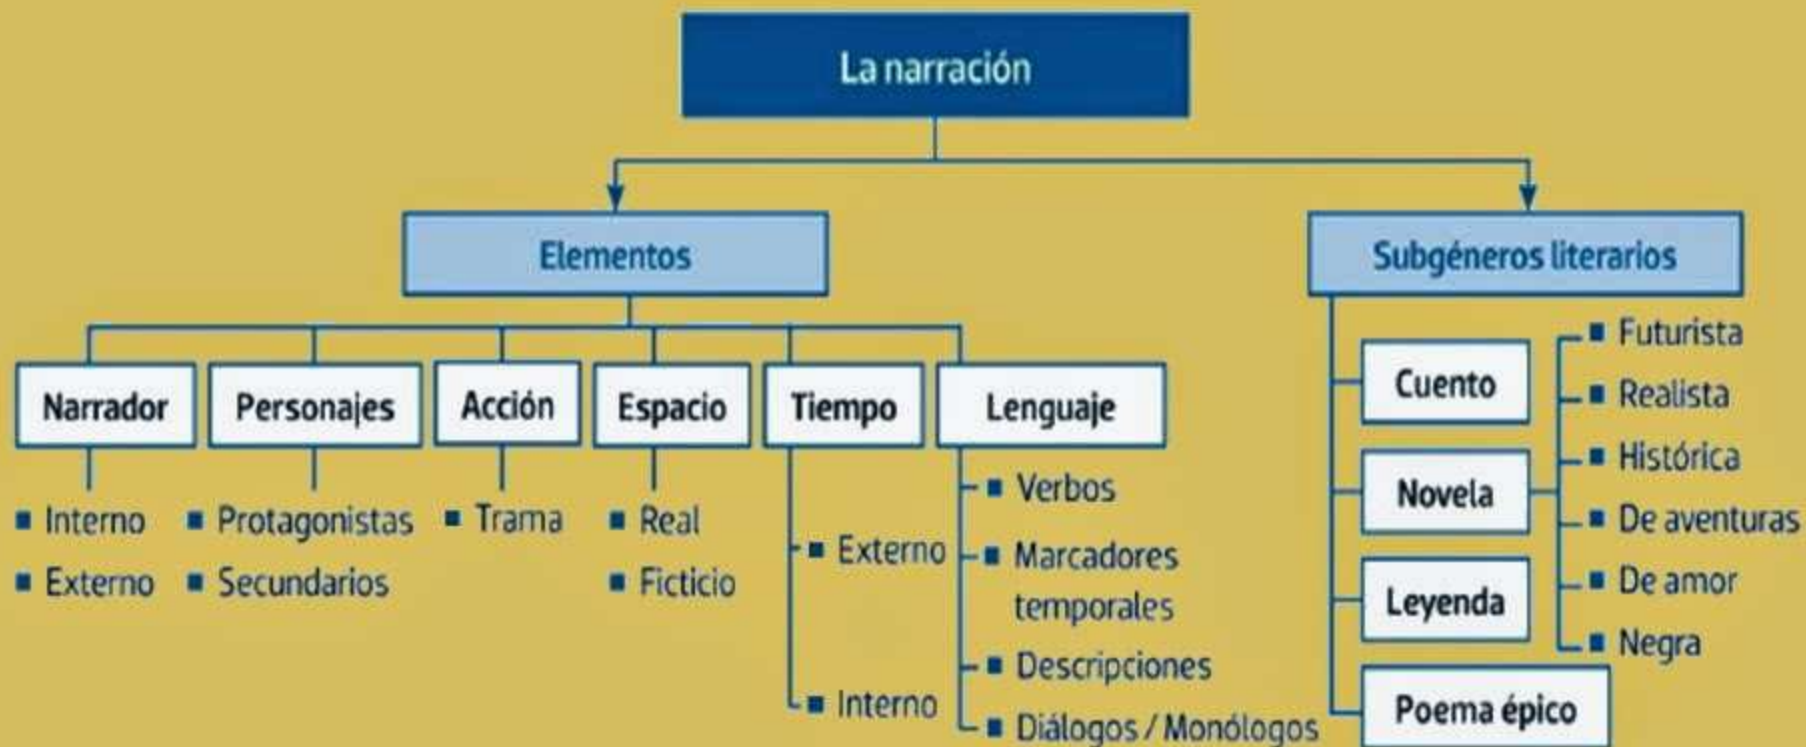 La narración
Elementos
Subgéneros literarios
Narrador
Personajes
Acción
Espacio
Tiempo
Lenguaje
Interno
Externo
Protagonistas
Secundarios
Trama
Real
Ficticio
Externo
Interno
Verbos
Marcadores
temporales
Descripciones
Diálogos / Monólogos
Cuento
Novela
Leyenda
Poema épico
Futurista
Realista
Histórica
De aventuras
De amor
Negra